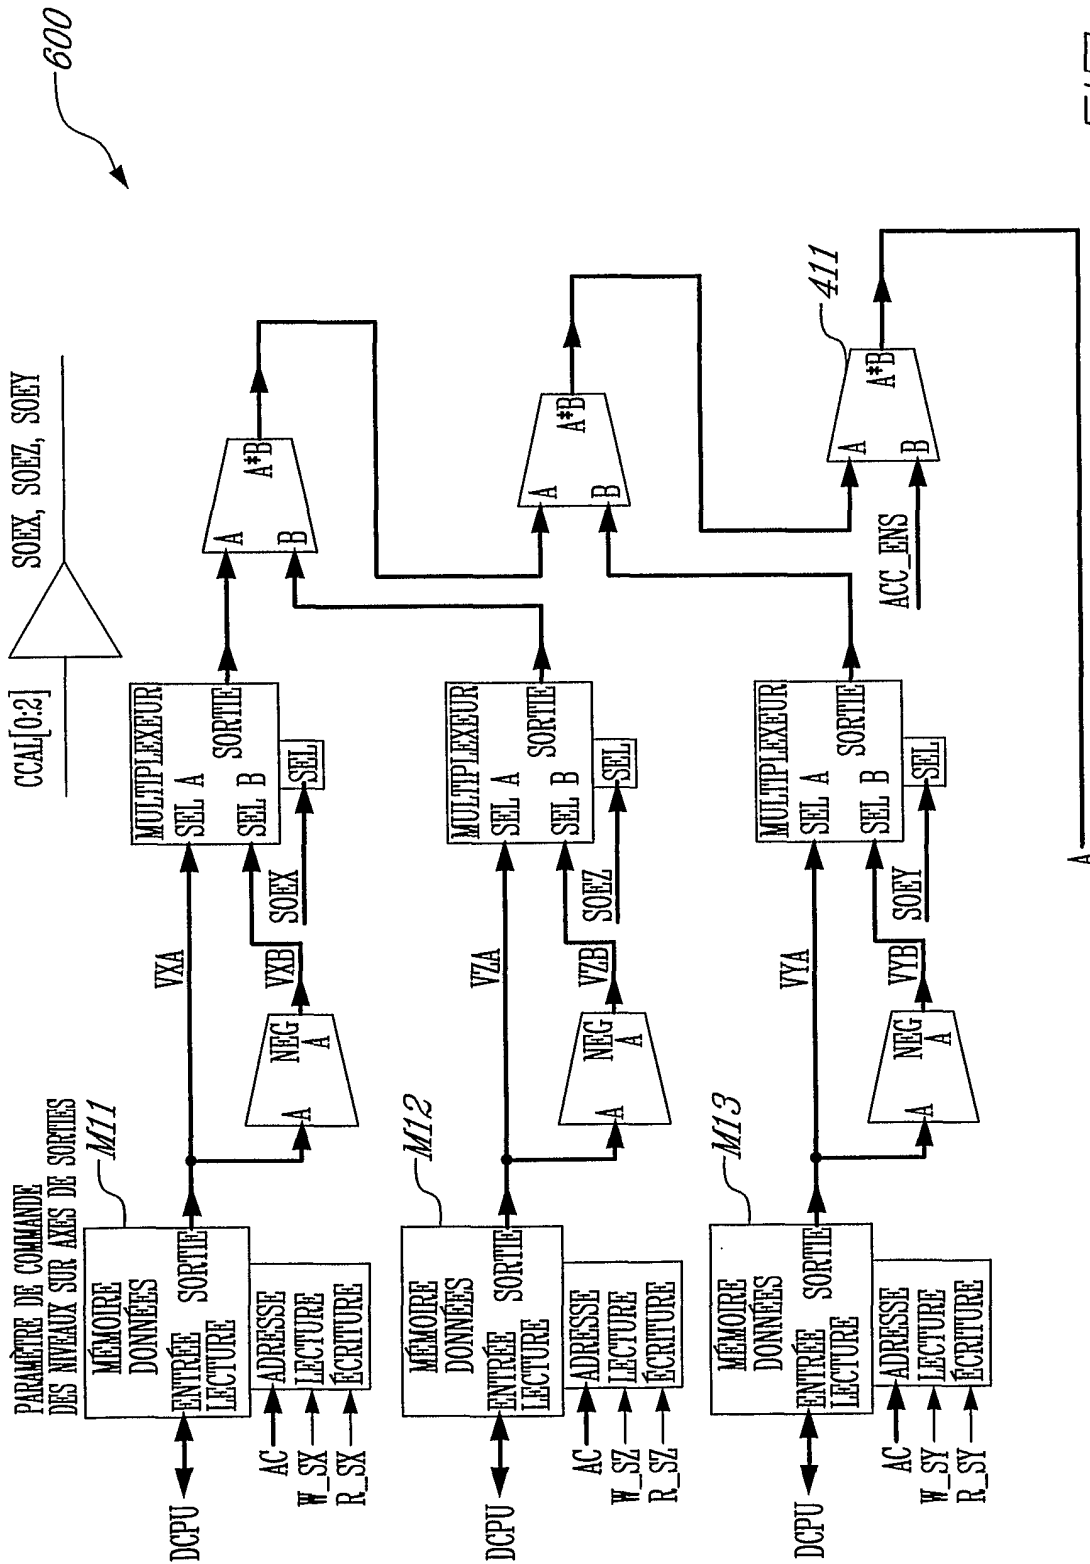 600
CCAL[0:2]
SOEX, SOEZ, SOEY
PARAMÈTRE DE COMMANDE
DES NIVEAUX SUR AXES DE SORTIES
M11
MÉMOIRE
DONNÉES
ENTRÉE
LECTURE
SORTIE
ADRESSE
LECTURE
ÉCRITURE
DCPU
AC
W_SX
R_SX
VXA
A
NEG
A
VXB
SOEX
MULTIPLEXEUR
SEL A
SEL B
SORTIE
SEL
A
B
A*B
M12
MÉMOIRE
DONNÉES
ENTRÉE
LECTURE
SORTIE
ADRESSE
LECTURE
ÉCRITURE
DCPU
AC
W_SZ
R_SZ
VZA
A
NEG
A
VZB
SOEZ
MULTIPLEXEUR
SEL A
SEL B
SORTIE
SEL
A
B
A*B
M13
MÉMOIRE
DONNÉES
ENTRÉE
LECTURE
SORTIE
ADRESSE
LECTURE
ÉCRITURE
DCPU
AC
W_SY
R_SY
VYA
A
NEG
A
VYB
SOEY
MULTIPLEXEUR
SEL A
SEL B
SORTIE
SEL
ACC_ENS
A
B
A*B
411
A